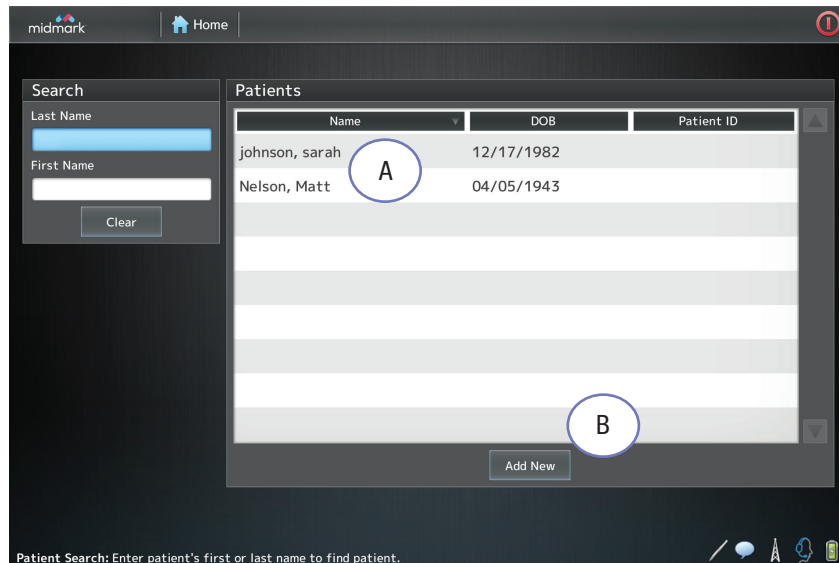 midmark
Home
Search
Last Name
First Name
Clear
Patients
Name DOB Patient ID
johnson, sarah 12/17/1982
Nelson, Matt 04/05/1943
A
B
Add New
Patient Search: Enter patient's first or last name to find patient.